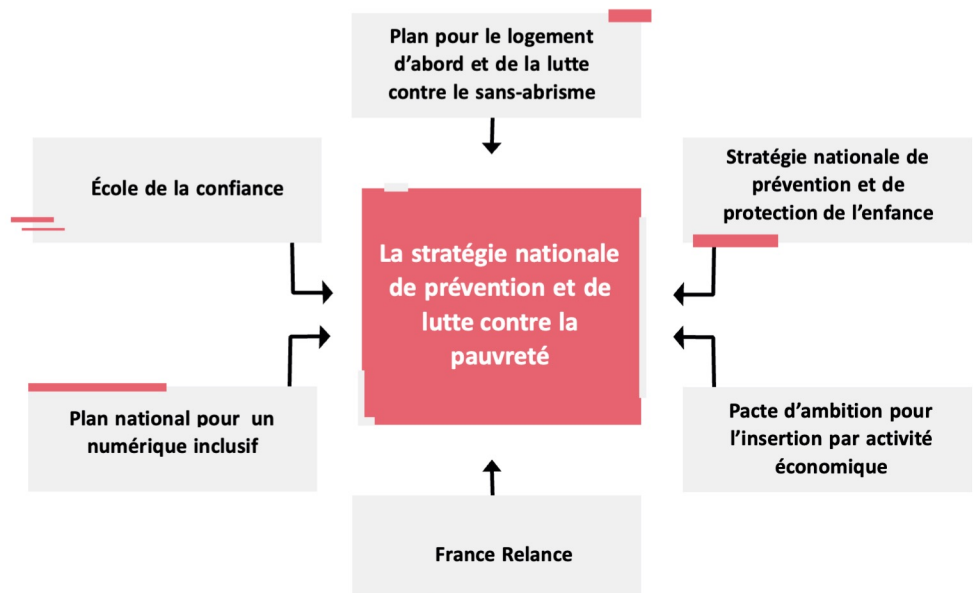 Plan pour le logement
d’abord et de la lutte
contre le sans-abrisme
École de la confiance
Stratégie nationale de
prévention et de
protection de l’enfance
La stratégie nationale
de prévention et de
lutte contre la
pauvreté
Plan national pour un
numérique inclusif
Pacte d’ambition pour
l’insertion par activité
économique
France Relance